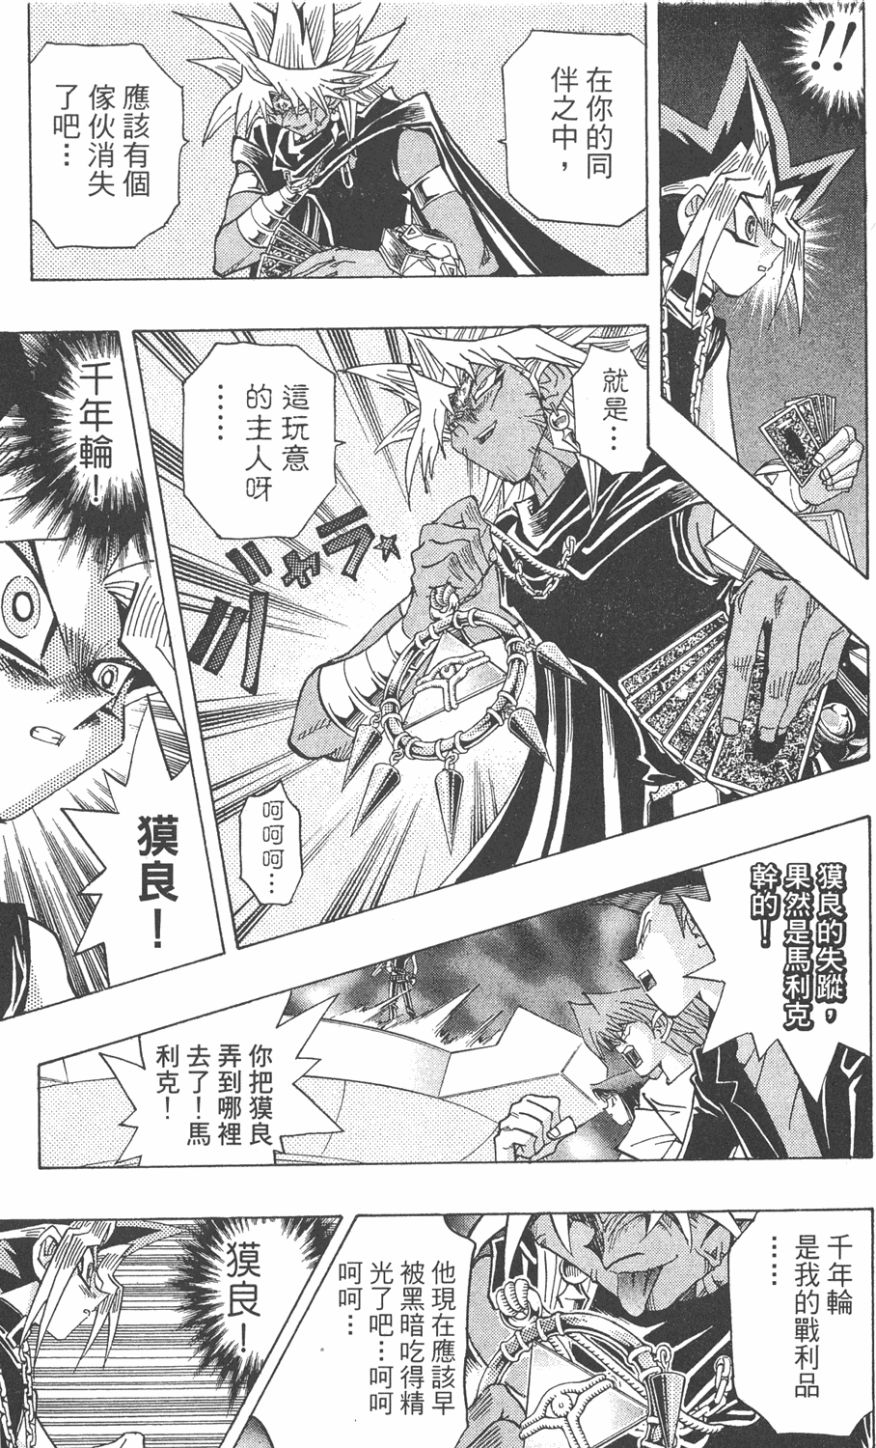 !!
在你的同
伴之中，
應該有個
傢伙消失
了吧…
就是…
這玩意
的主人呀
……
ジャラ
呵呵呵…
千年輪！
獏良！
獏良的失蹤，
果然是馬利克
幹的！
你把獏良
弄到哪裡
去了！馬
利克！
千年輪
是我的戰利品
……
他現在應該早
被黑暗吃得精
光了吧…呵呵
呵呵…
獏良！